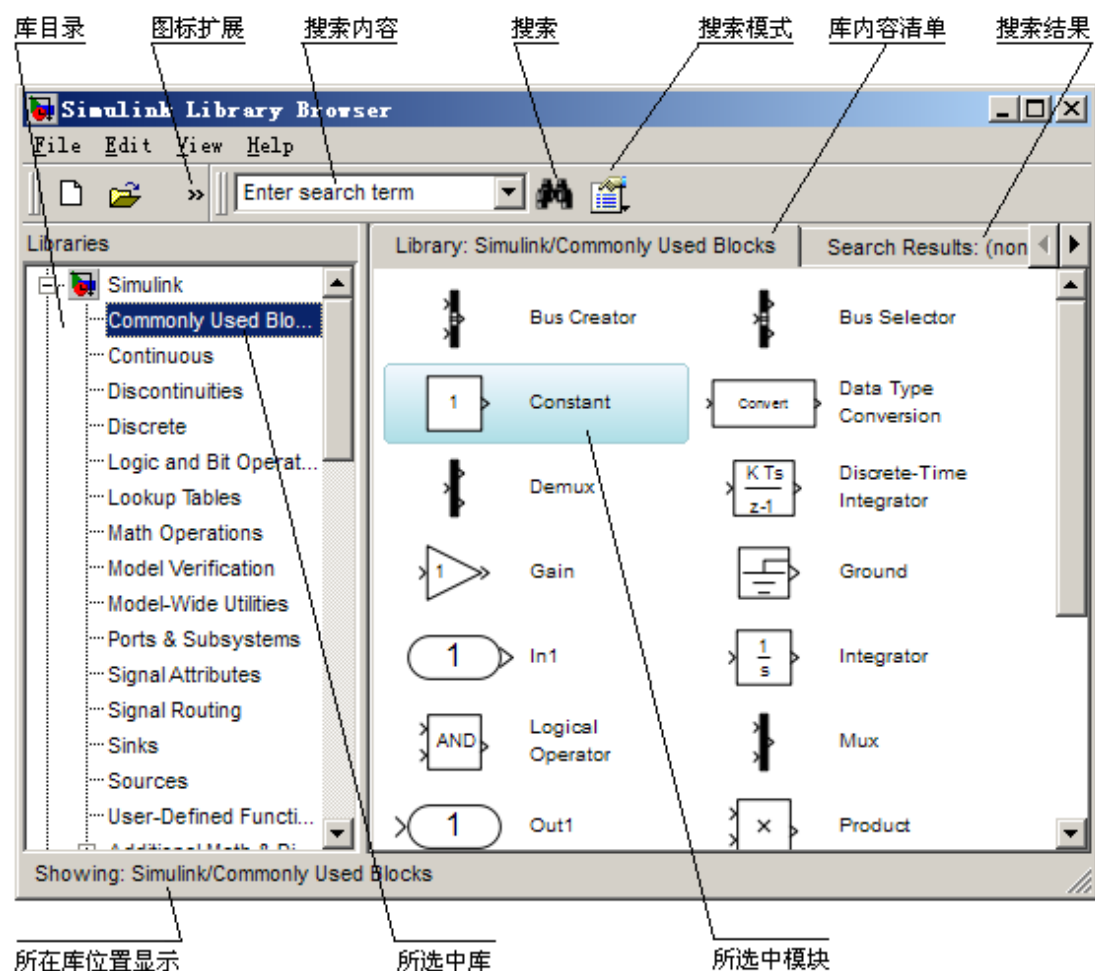 库目录 图标扩展 搜索内容 搜索 搜索模式 库内容清单 搜索结果
Simulink Library Browser
File Edit View Help
Enter search term
Libraries
Simulink
Commonly Used Blo...
Continuous
Discontinuities
Discrete
Logic and Bit Operat...
Lookup Tables
Math Operations
Model Verification
Model-Wide Utilities
Ports & Subsystems
Signal Attributes
Signal Routing
Sinks
Sources
User-Defined Functi...
Library: Simulink/Commonly Used Blocks
Search Results: (non
Bus Creator
Bus Selector
1
Constant
Convert
Data Type
Conversion
Demux
K Ts
z-1
Discrete-Time
Integrator
1
Gain
Ground
1
In1
1
s
Integrator
AND
Logical
Operator
Mux
1
Out1
×
Product
Showing: Simulink/Commonly Used Blocks
所在库位置显示 所选中库 所选中模块